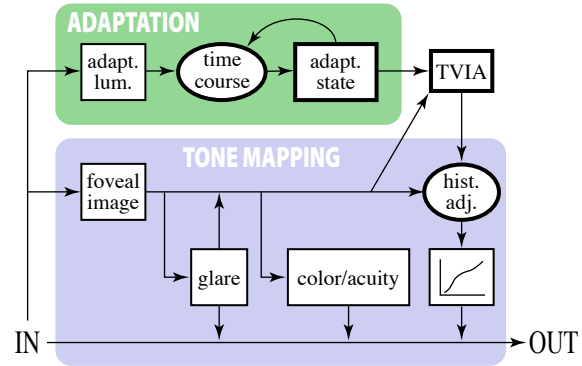 ADAPTATION
adapt.
lum.
time
course
adapt.
state
TVIA
TONE MAPPING
foveal
image
hist.
adj.
glare
color/acuity
IN
OUT